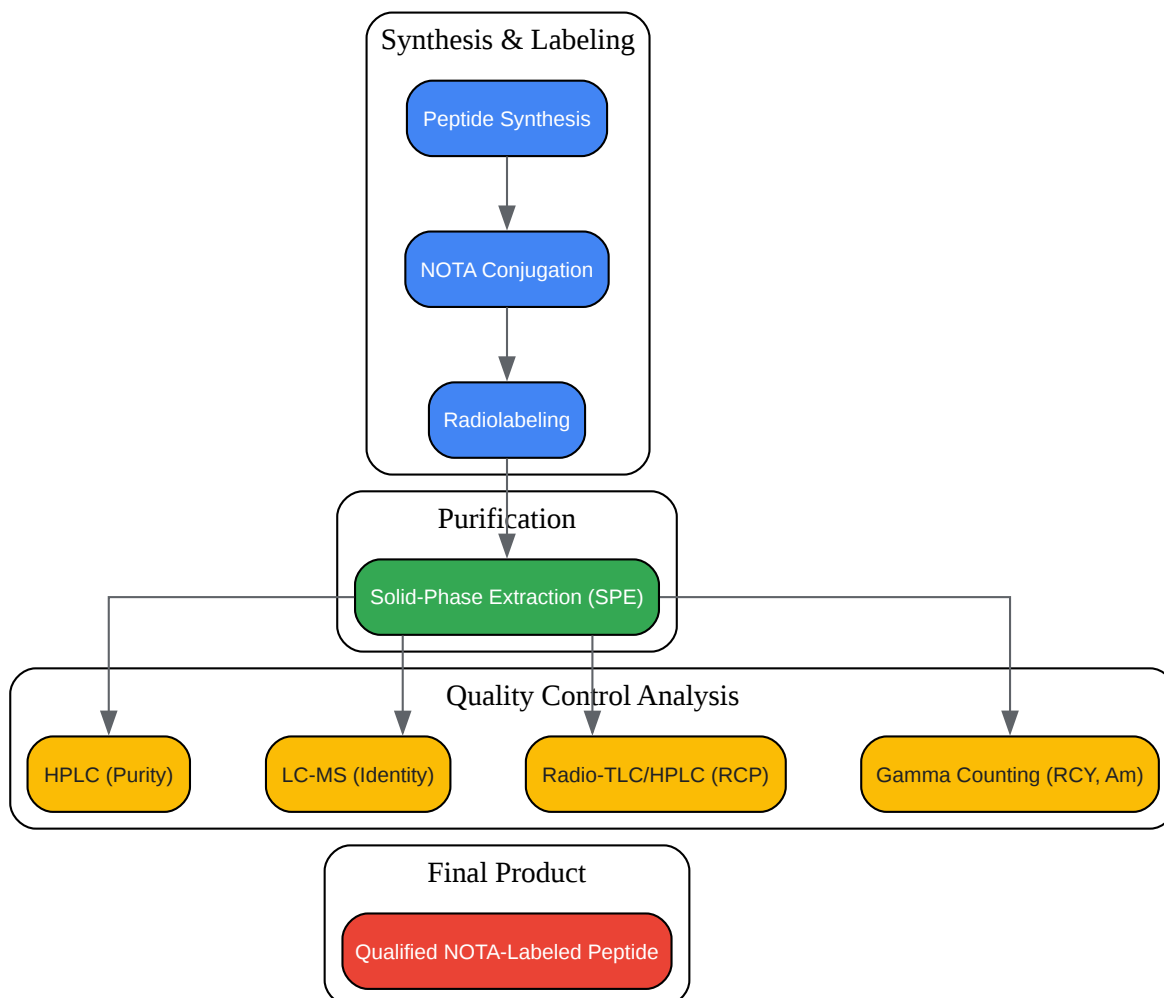 Synthesis & Labeling
Peptide Synthesis
NOTA Conjugation
Radiolabeling
Purification
Solid-Phase Extraction (SPE)
Quality Control Analysis
HPLC (Purity)
LC-MS (Identity)
Radio-TLC/HPLC (RCP)
Gamma Counting (RCY, Am)
Final Product
Qualified NOTA-Labeled Peptide